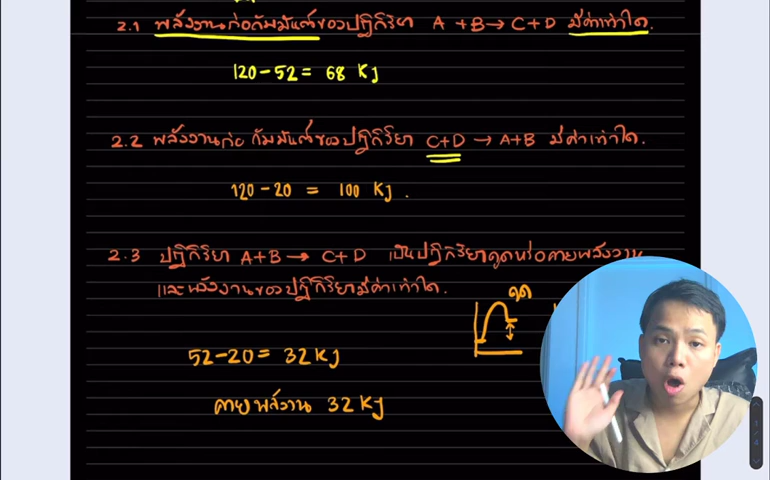 2.1 พลังงานก่อกัมมันต์ของปฏิกิริยา A + B → C + D มีค่าเท่าใด.
120 - 52 = 68 KJ
2.2 พลังงานก่อกัมมันต์ของปฏิกิริยา C+D → A+B มีค่าเท่าใด.
120 - 20 = 100 KJ .
2.3 ปฏิกิริยา A+B → C+D เป็นปฏิกิริยาดูดหรือคายพลังงาน
และพลังงานของปฏิกิริยามีค่าเท่าใด.
ดูด
52 - 20 = 32 KJ
คายพลังงาน 32 KJ